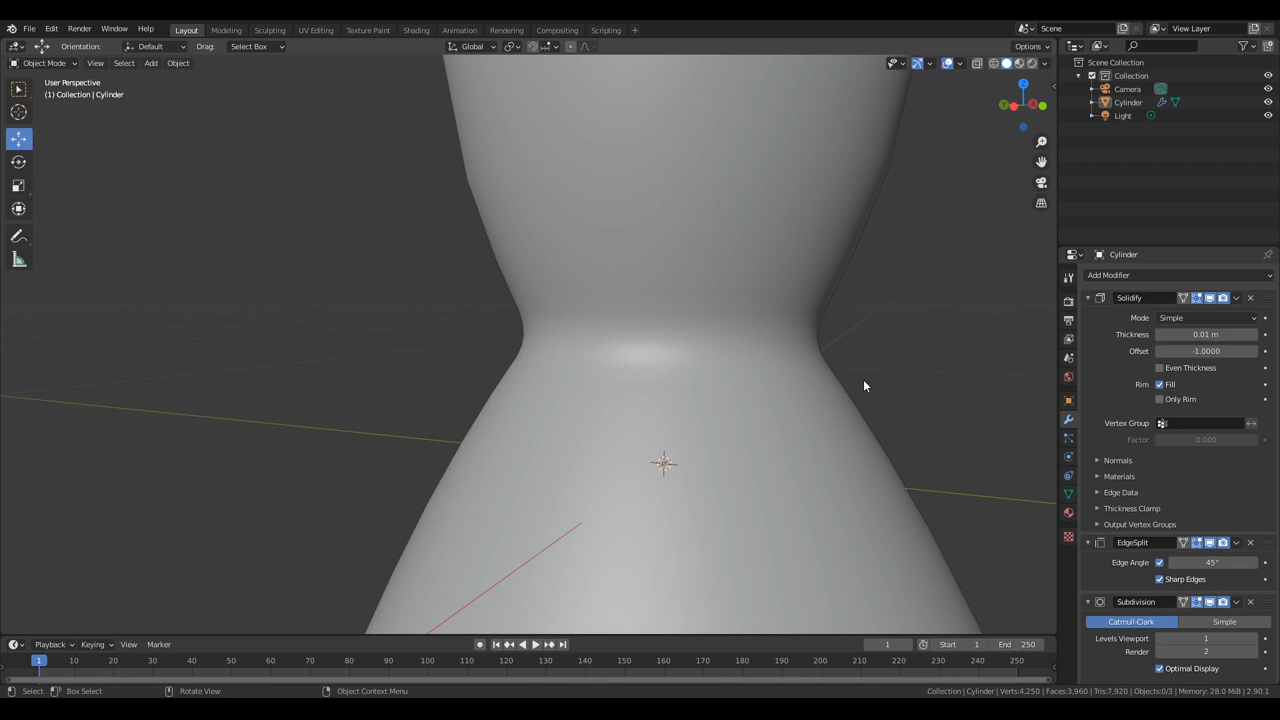 File Edit Render Window Help Layout Modeling Sculpting UV Editing Texture Paint Shading Animation Rendering Compositing Scripting + Scene View Layer
Orientation: Default Drag: Select Box Global Options
Object Mode View Select Add Object
User Perspective
(1) Collection | Cylinder
Z
Y
X
Scene Collection
Collection
Camera
Cylinder
Light
Cylinder
Add Modifier
Solidify
Mode Simple
Thickness 0.01 m
Offset -1.0000
Even Thickness
Rim Fill
Only Rim
Vertex Group
Factor 0.000
Normals
Materials
Edge Data
Thickness Clamp
Output Vertex Groups
EdgeSplit
Edge Angle 45°
Sharp Edges
Subdivision
Catmull-Clark Simple
Levels Viewport 1
Render 2
Optimal Display
Playback Keying View Marker 1 Start 1 End 250
1 10 20 30 40 50 60 70 80 90 100 110 120 130 140 150 160 170 180 190 200 210 220 230 240 250
Select Box Select Rotate View Object Context Menu Collection | Cylinder | Verts:4,250 | Faces:3,960 | Tris:7,920 | Objects:0/3 | Memory: 28.0 MiB | 2.90.1